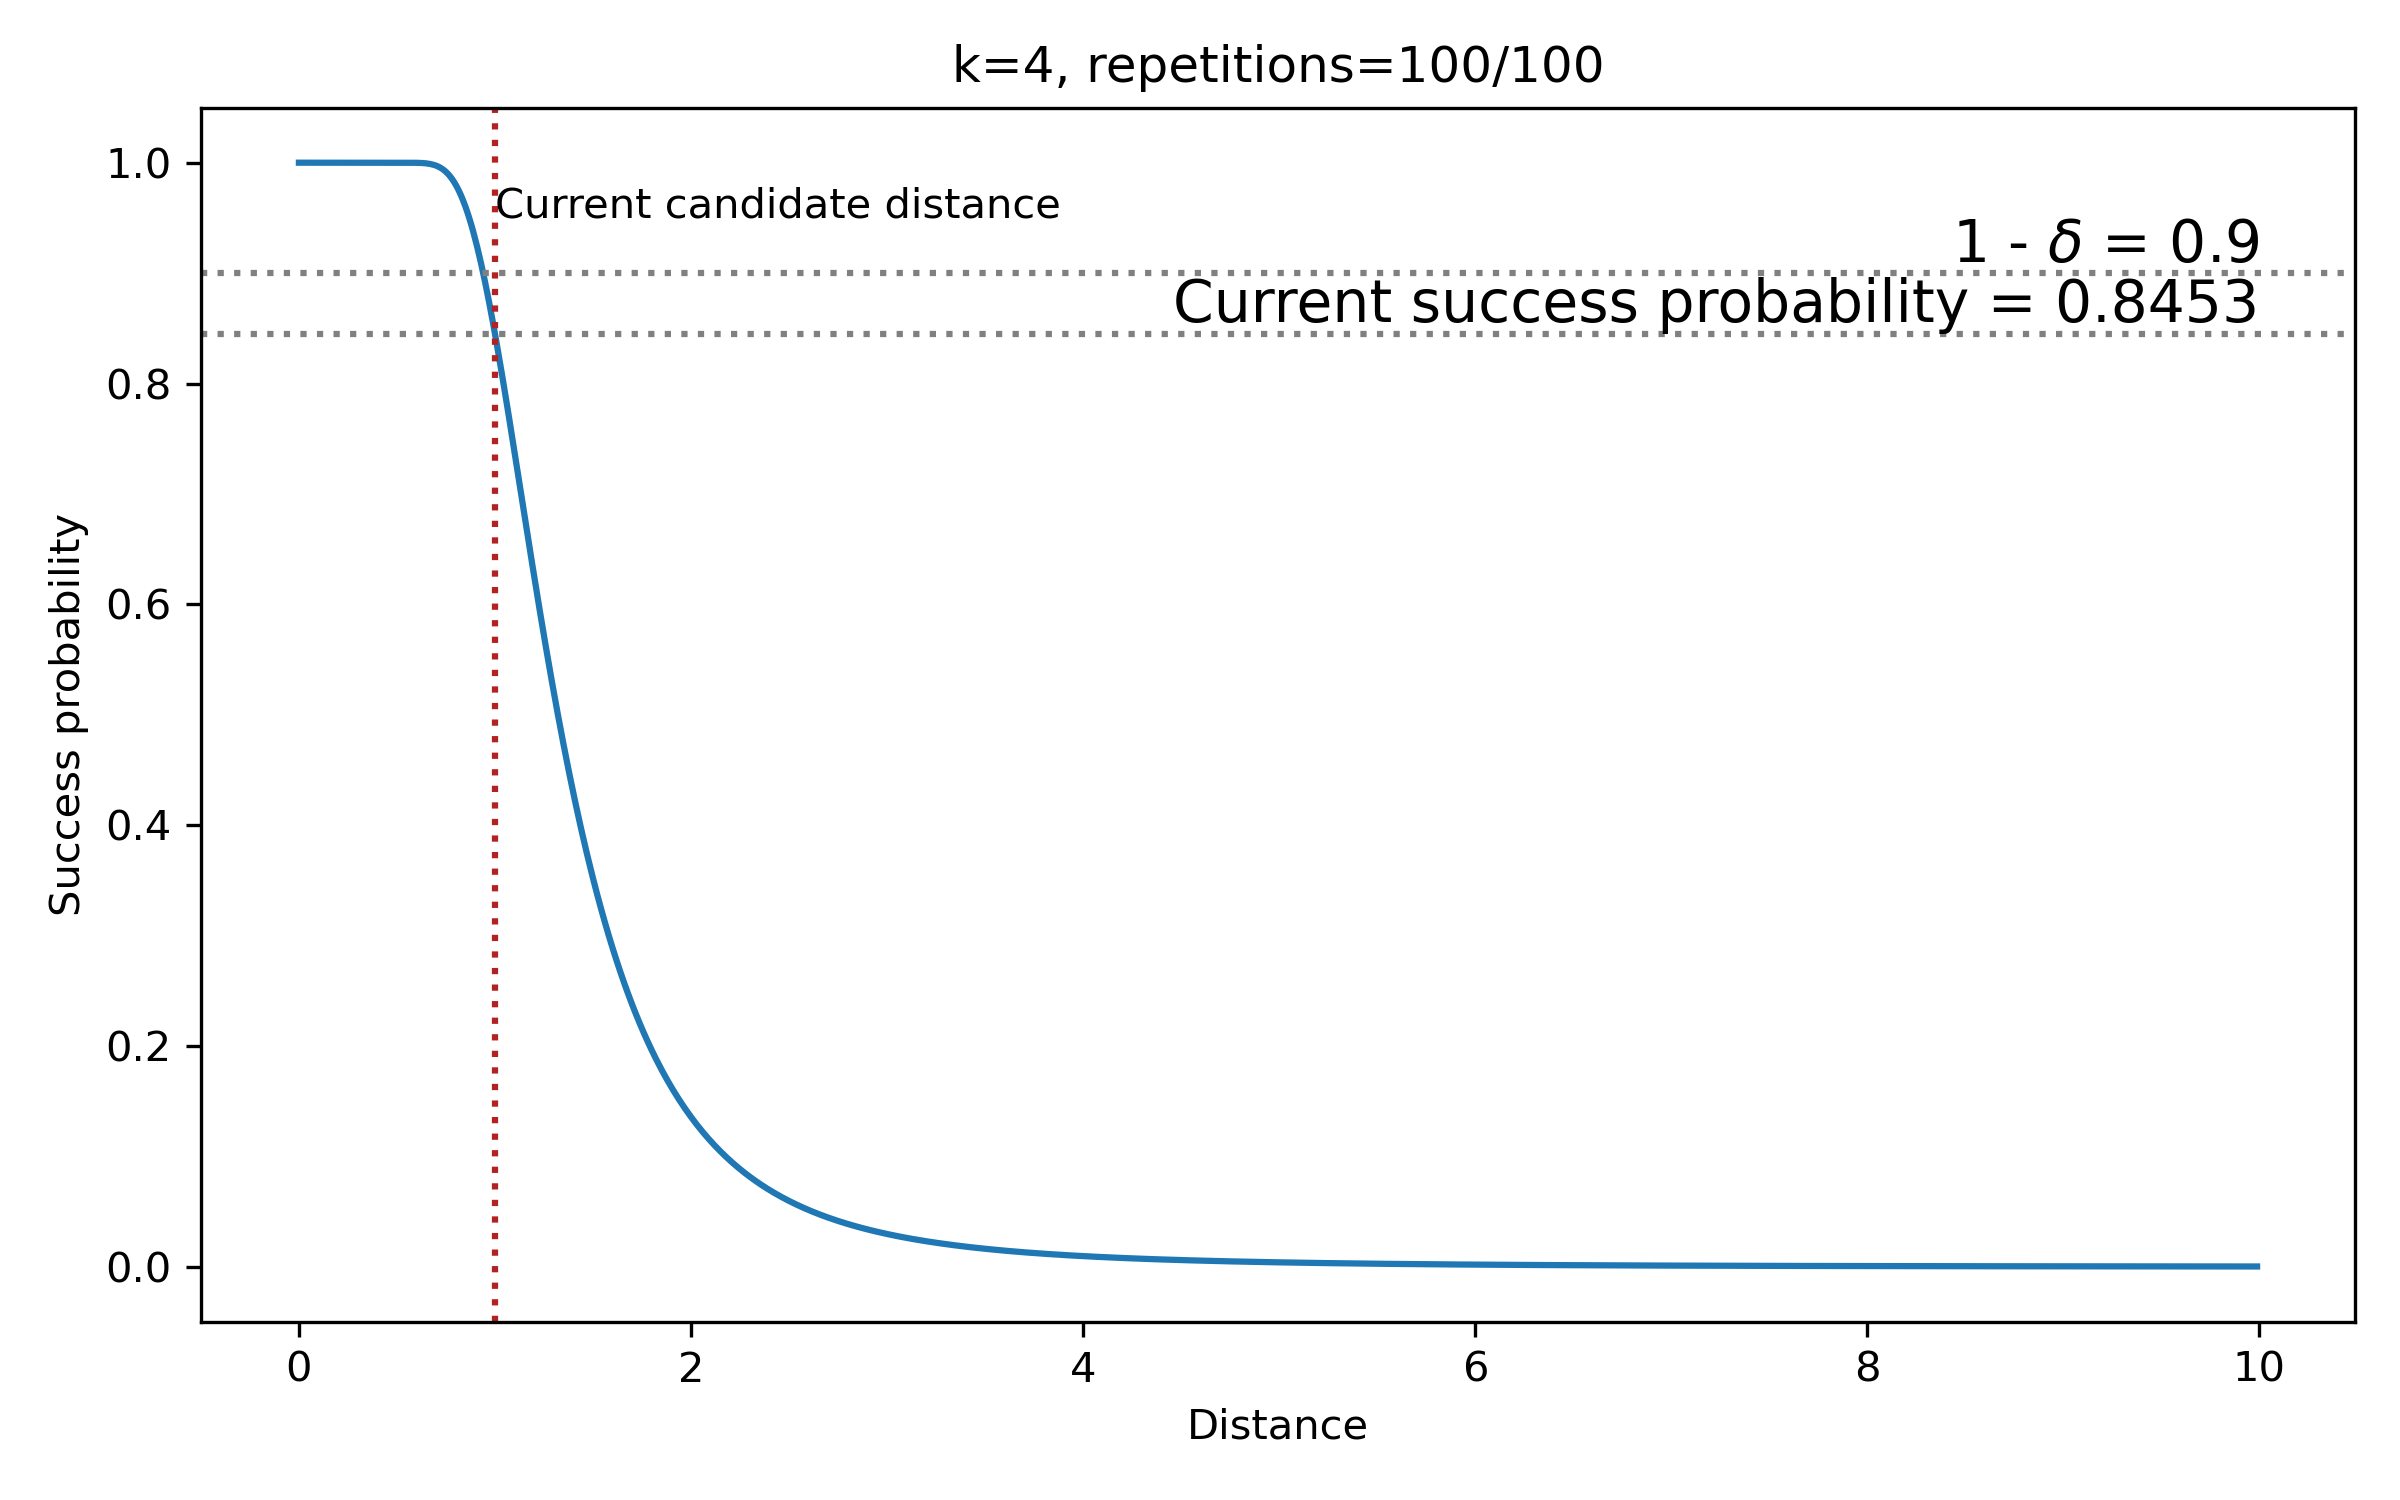 k=4, repetitions=100/100
1.0
Current candidate distance
1 - δ = 0.9
Current success probability = 0.8453
0.8
0.6
0.4
0.2
0.0
Success probability
0 2 4 6 8 10
Distance